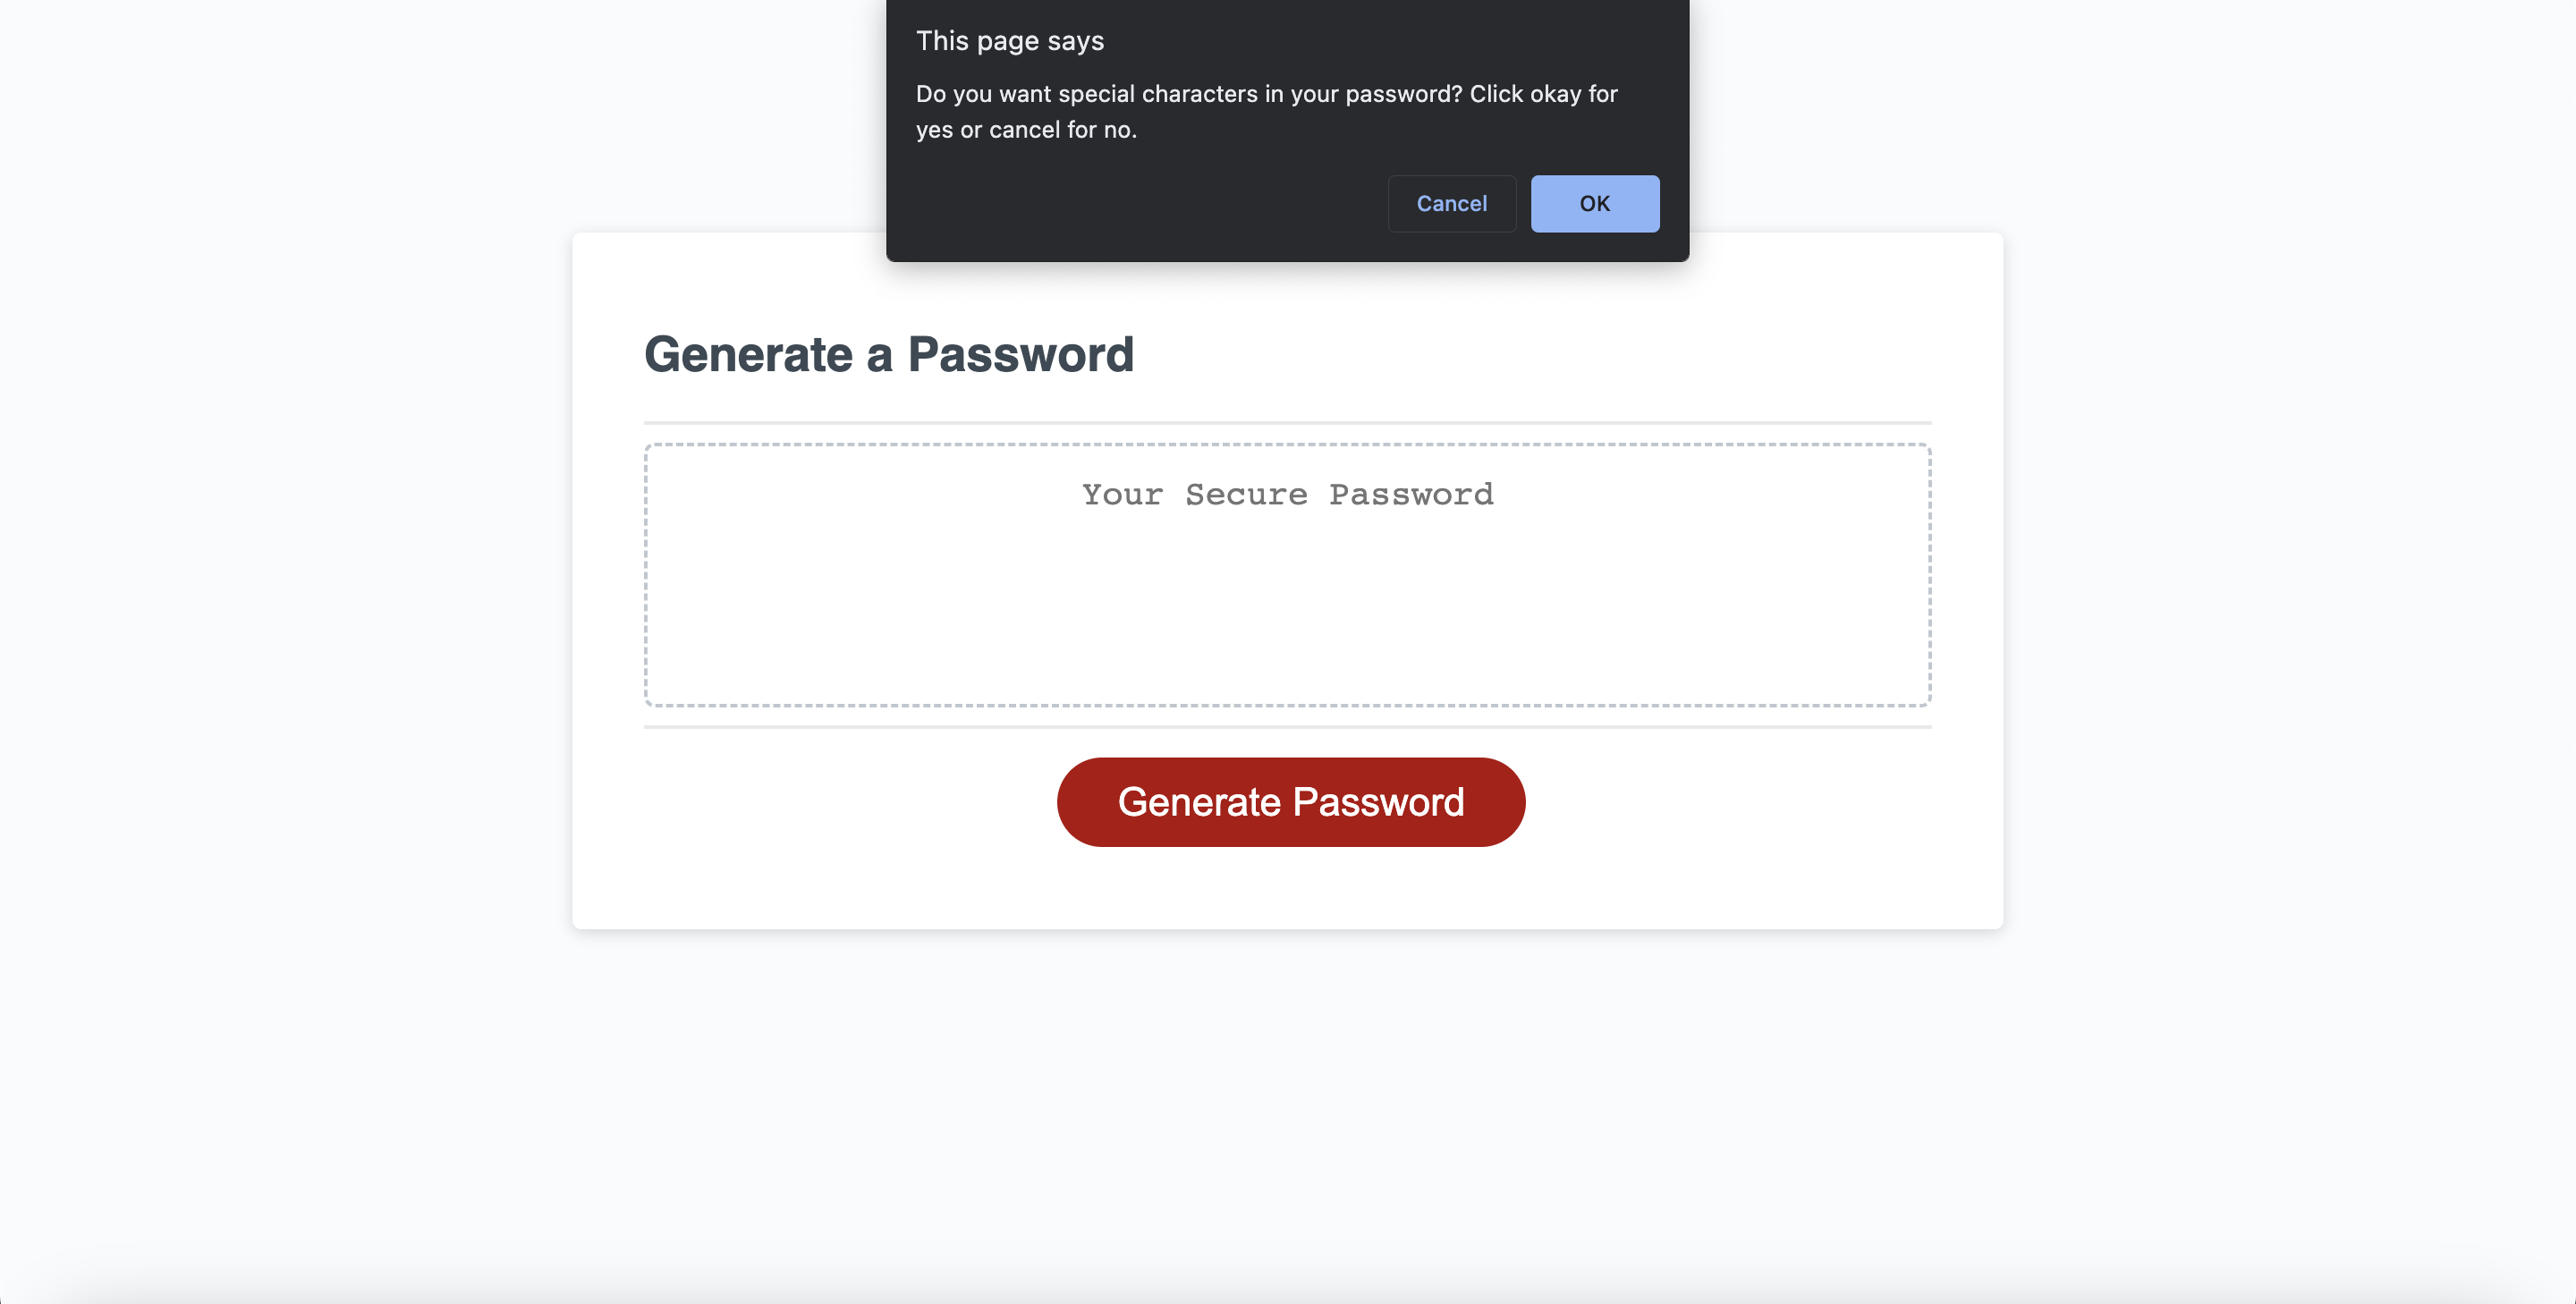 This page says
Do you want special characters in your password? Click okay for
yes or cancel for no.
Cancel
OK
Generate a Password
Your Secure Password
Generate Password